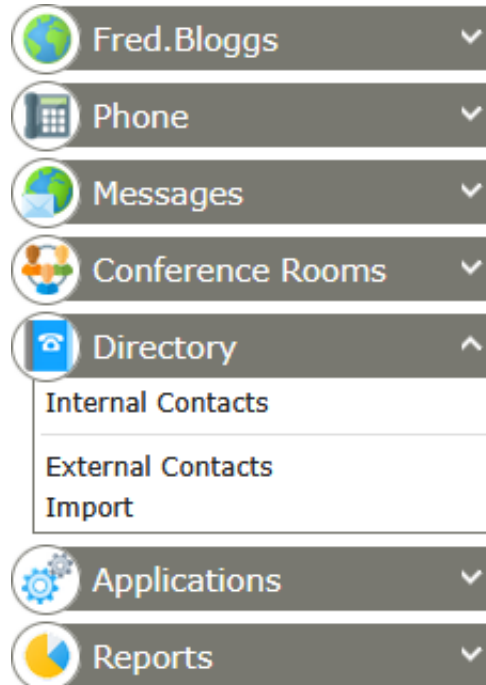 Fred.Bloggs
Phone
Messages
Conference Rooms
Directory
Internal Contacts
External Contacts
Import
Applications
Reports